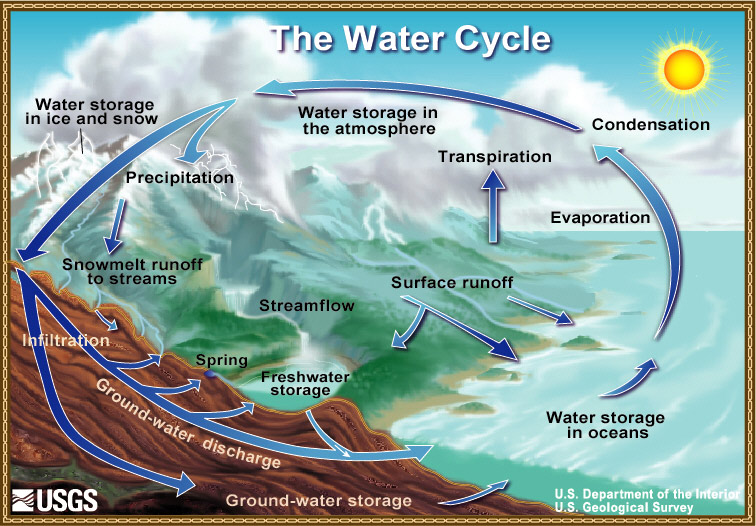 The Water Cycle
Water storage
in ice and snow
Water storage in
the atmosphere
Condensation
Transpiration
Precipitation
Evaporation
Snowmelt runoff
to streams
Surface runoff
Streamflow
Infiltration
Spring
Freshwater
storage
Ground-water discharge
Water storage
in oceans
Ground-water storage
USGS
U.S. Department of the Interior
U.S. Geological Survey